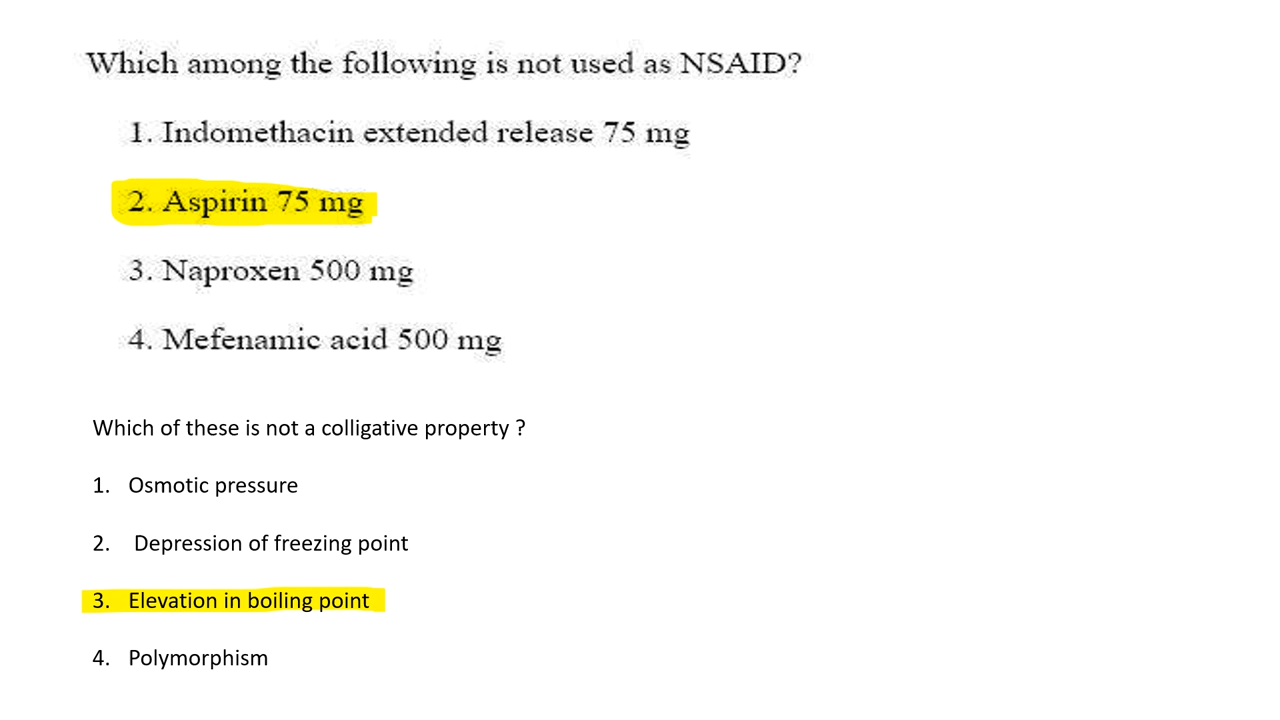 Which among the following is not used as NSAID?
1. Indomethacin extended release 75 mg
2. Aspirin 75 mg
3. Naproxen 500 mg
4. Mefenamic acid 500 mg
Which of these is not a colligative property ?
1. Osmotic pressure
2. Depression of freezing point
3. Elevation in boiling point
4. Polymorphism